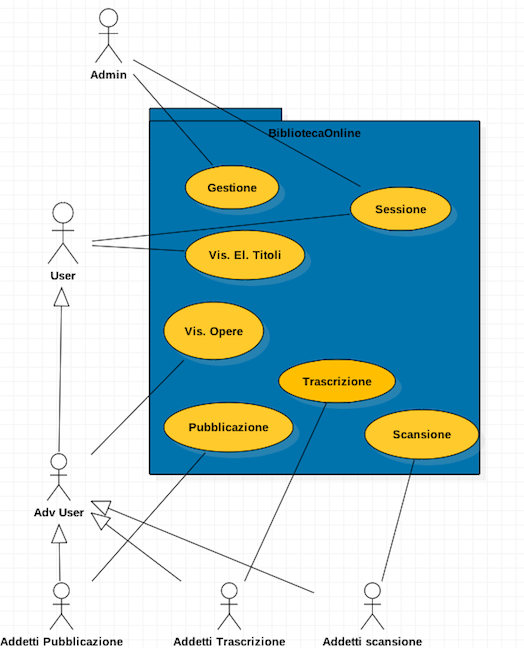 Admin
BibliotecaOnline
Gestione
Sessione
User
Vis. El. Titoli
Vis. Opere
Trascrizione
Pubblicazione
Scansione
Adv User
Addetti Pubblicazione
Addetti Trascrizione
Addetti scansione